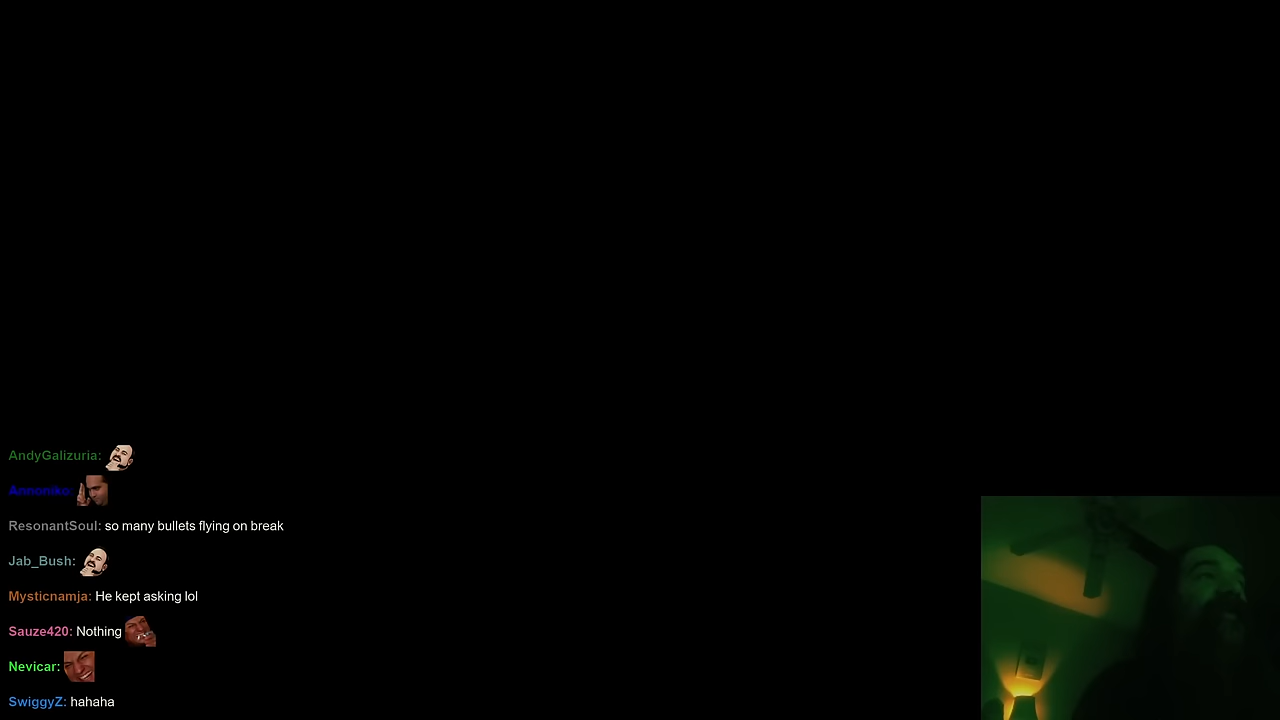 AndyGalizuria:
Annoniko:
ResonantSoul: so many bullets flying on break
Jab_Bush:
Mysticnamja: He kept asking lol
Sauze420: Nothing
Nevicar:
SwiggyZ: hahaha